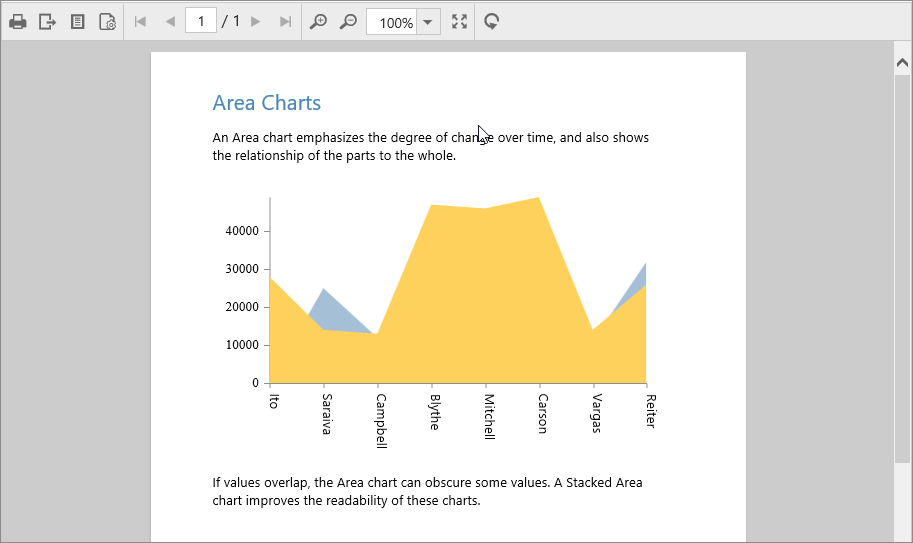 1 / 1 100%
Area Charts
An Area chart emphasizes the degree of change over time, and also shows
the relationship of the parts to the whole.
40000
30000
20000
10000
0
Ito Saraiva Campbell Blythe Mitchell Carson Vargas Reiter
If values overlap, the Area chart can obscure some values. A Stacked Area
chart improves the readability of these charts.